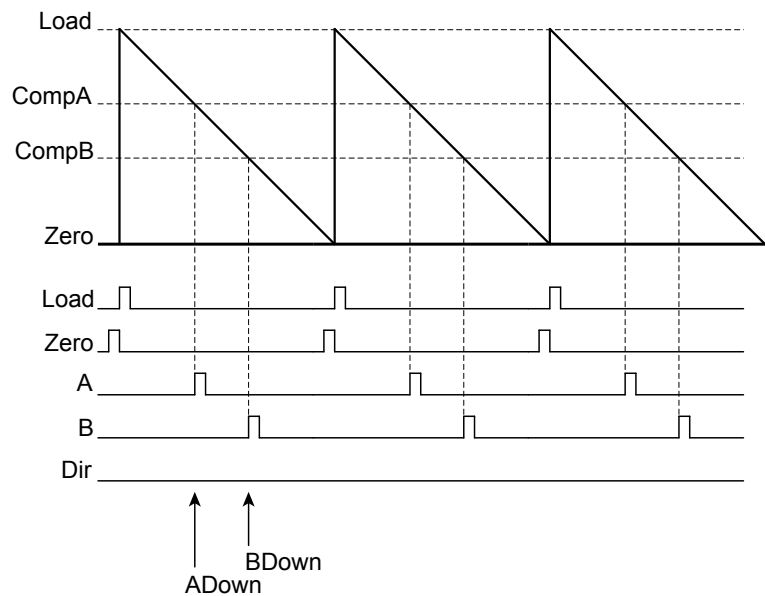 Load
CompA
CompB
Zero
Load
Zero
A
B
Dir
BDown
ADown